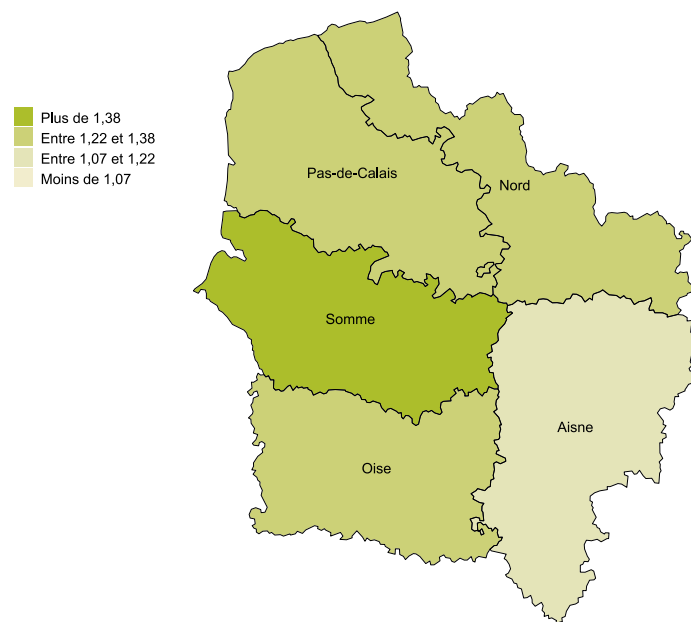 Plus de 1,38
Entre 1,22 et 1,38
Entre 1,07 et 1,22
Moins de 1,07
Pas-de-Calais
Nord
Somme
Aisne
Oise